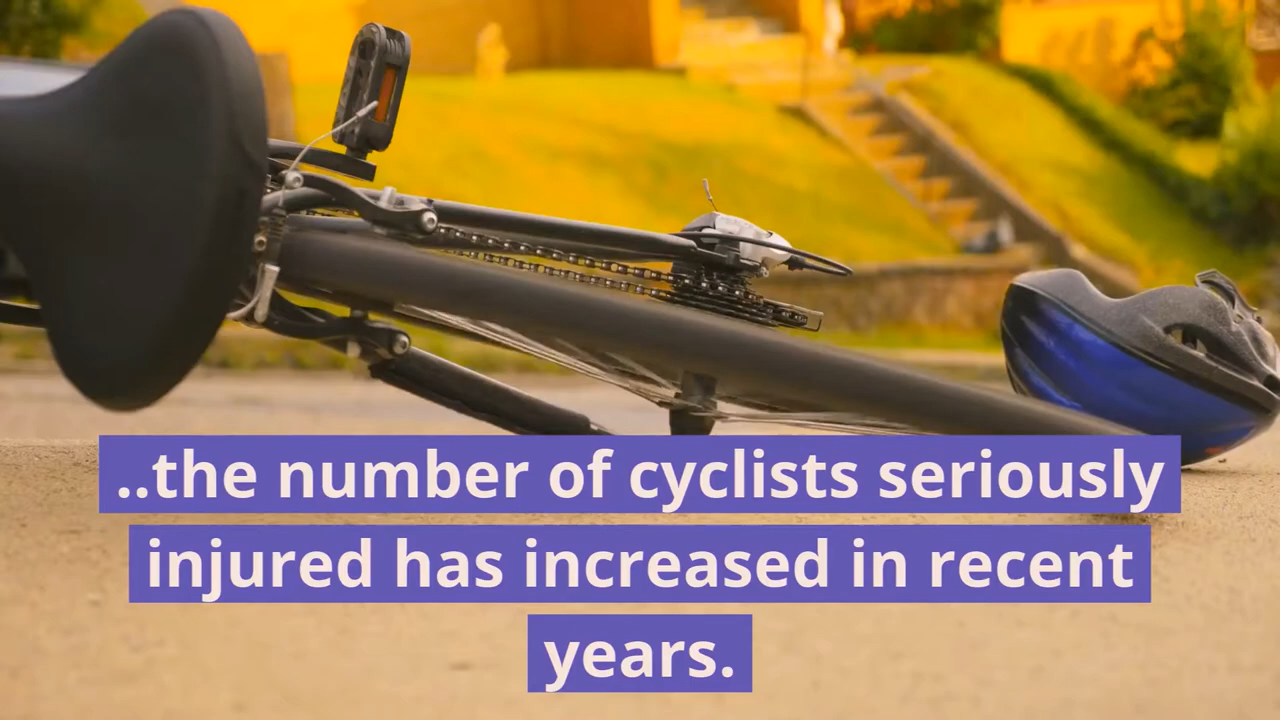 ..the number of cyclists seriously
injured has increased in recent
years.